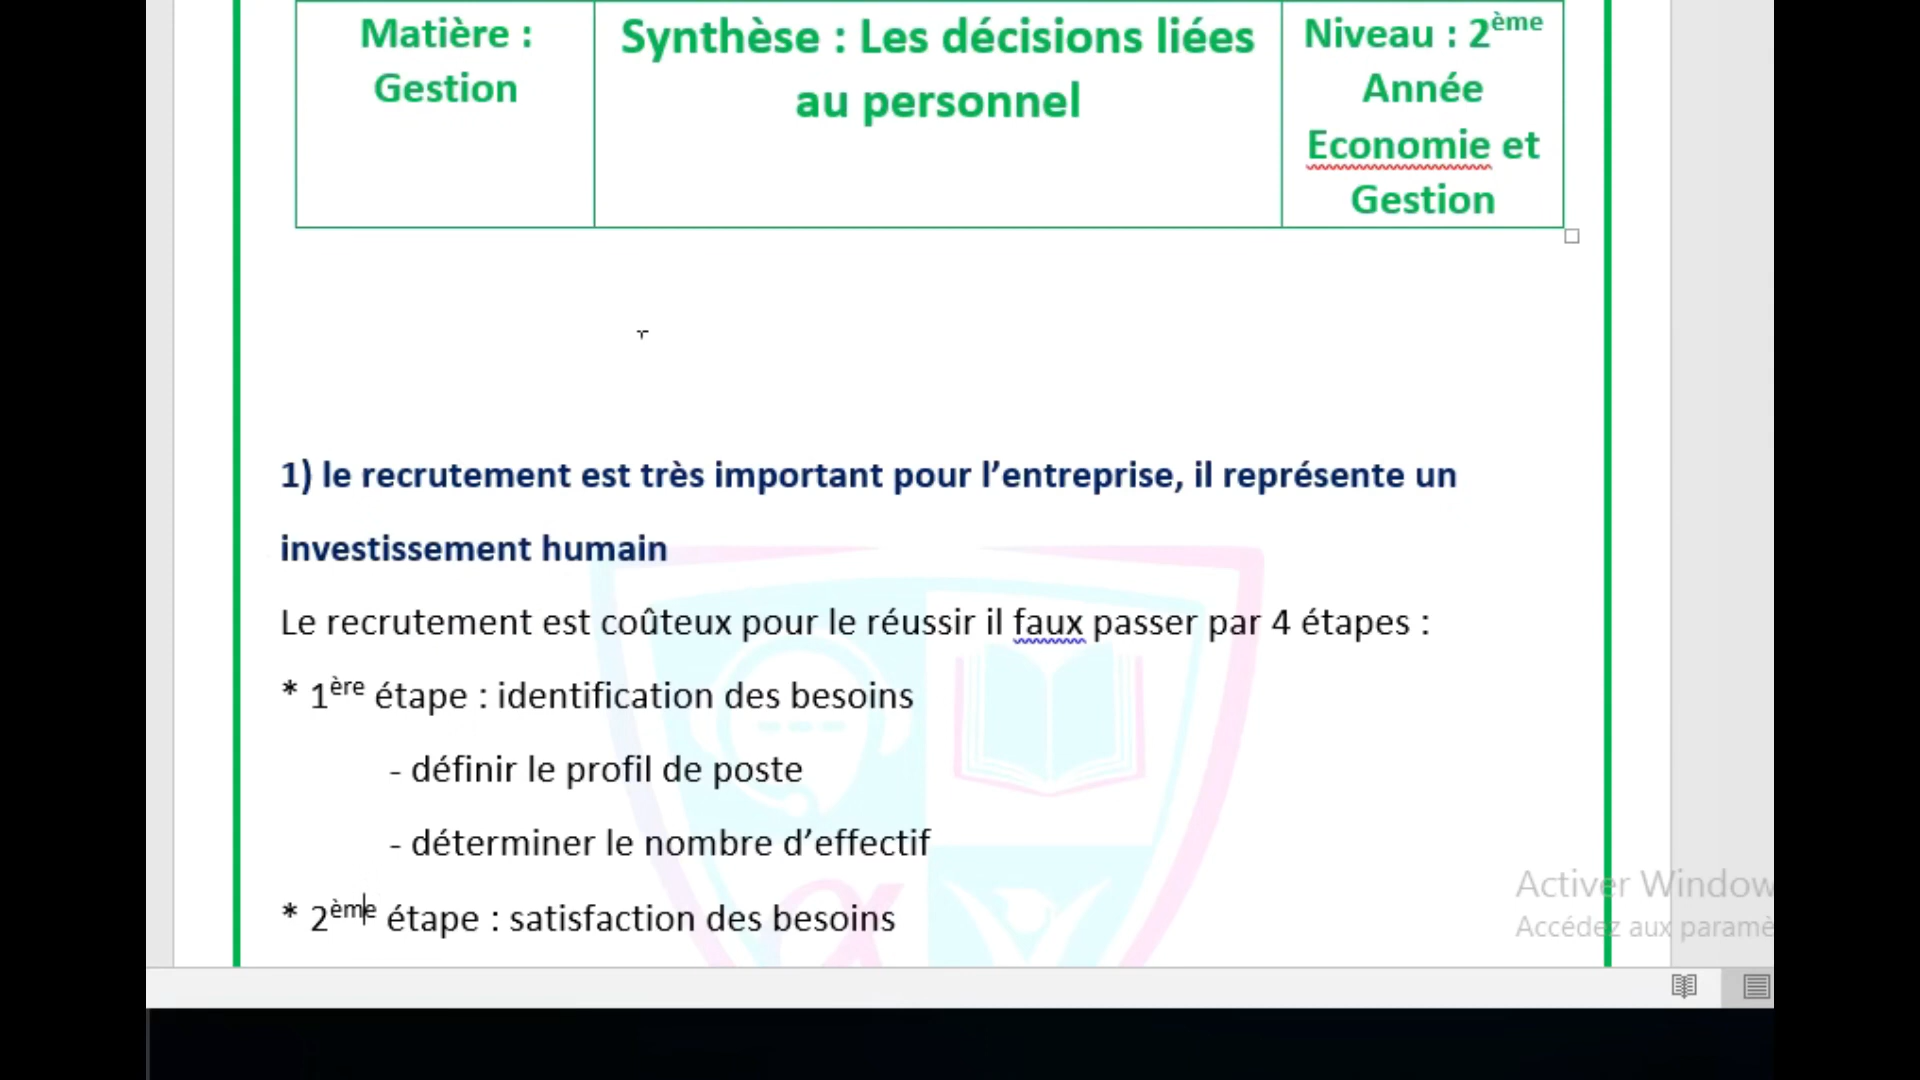 Matière :
Gestion
Synthèse : Les décisions liées
au personnel
Niveau : 2ème
Année
Economie et
Gestion
1) le recrutement est très important pour l’entreprise, il représente un
investissement humain
Le recrutement est coûteux pour le réussir il faux passer par 4 étapes :
* 1ère étape : identification des besoins
- définir le profil de poste
- déterminer le nombre d’effectif
* 2ème étape : satisfaction des besoins
Activer Window
Accédez aux paramè